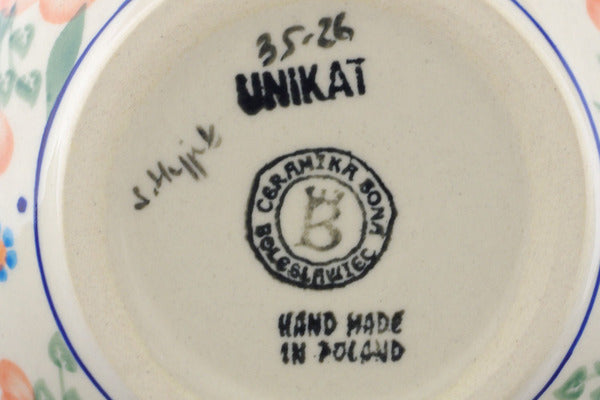 35-26
UNIKAT
CERAMIKA BONA
BOLESŁAWIEC
B
HAND MADE
IN POLAND